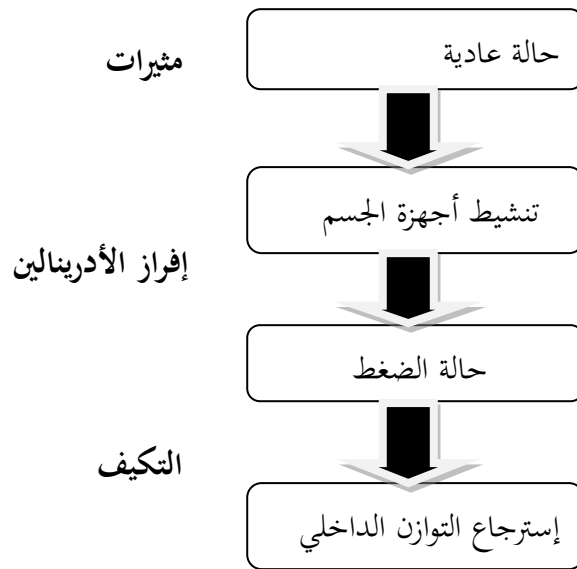 حالة عادية
مثيرات
تنشيط أجهزة الجسم
إفراز الأدرينالين
حالة الضغط
التكيف
إسترجاع التوازن الداخلي